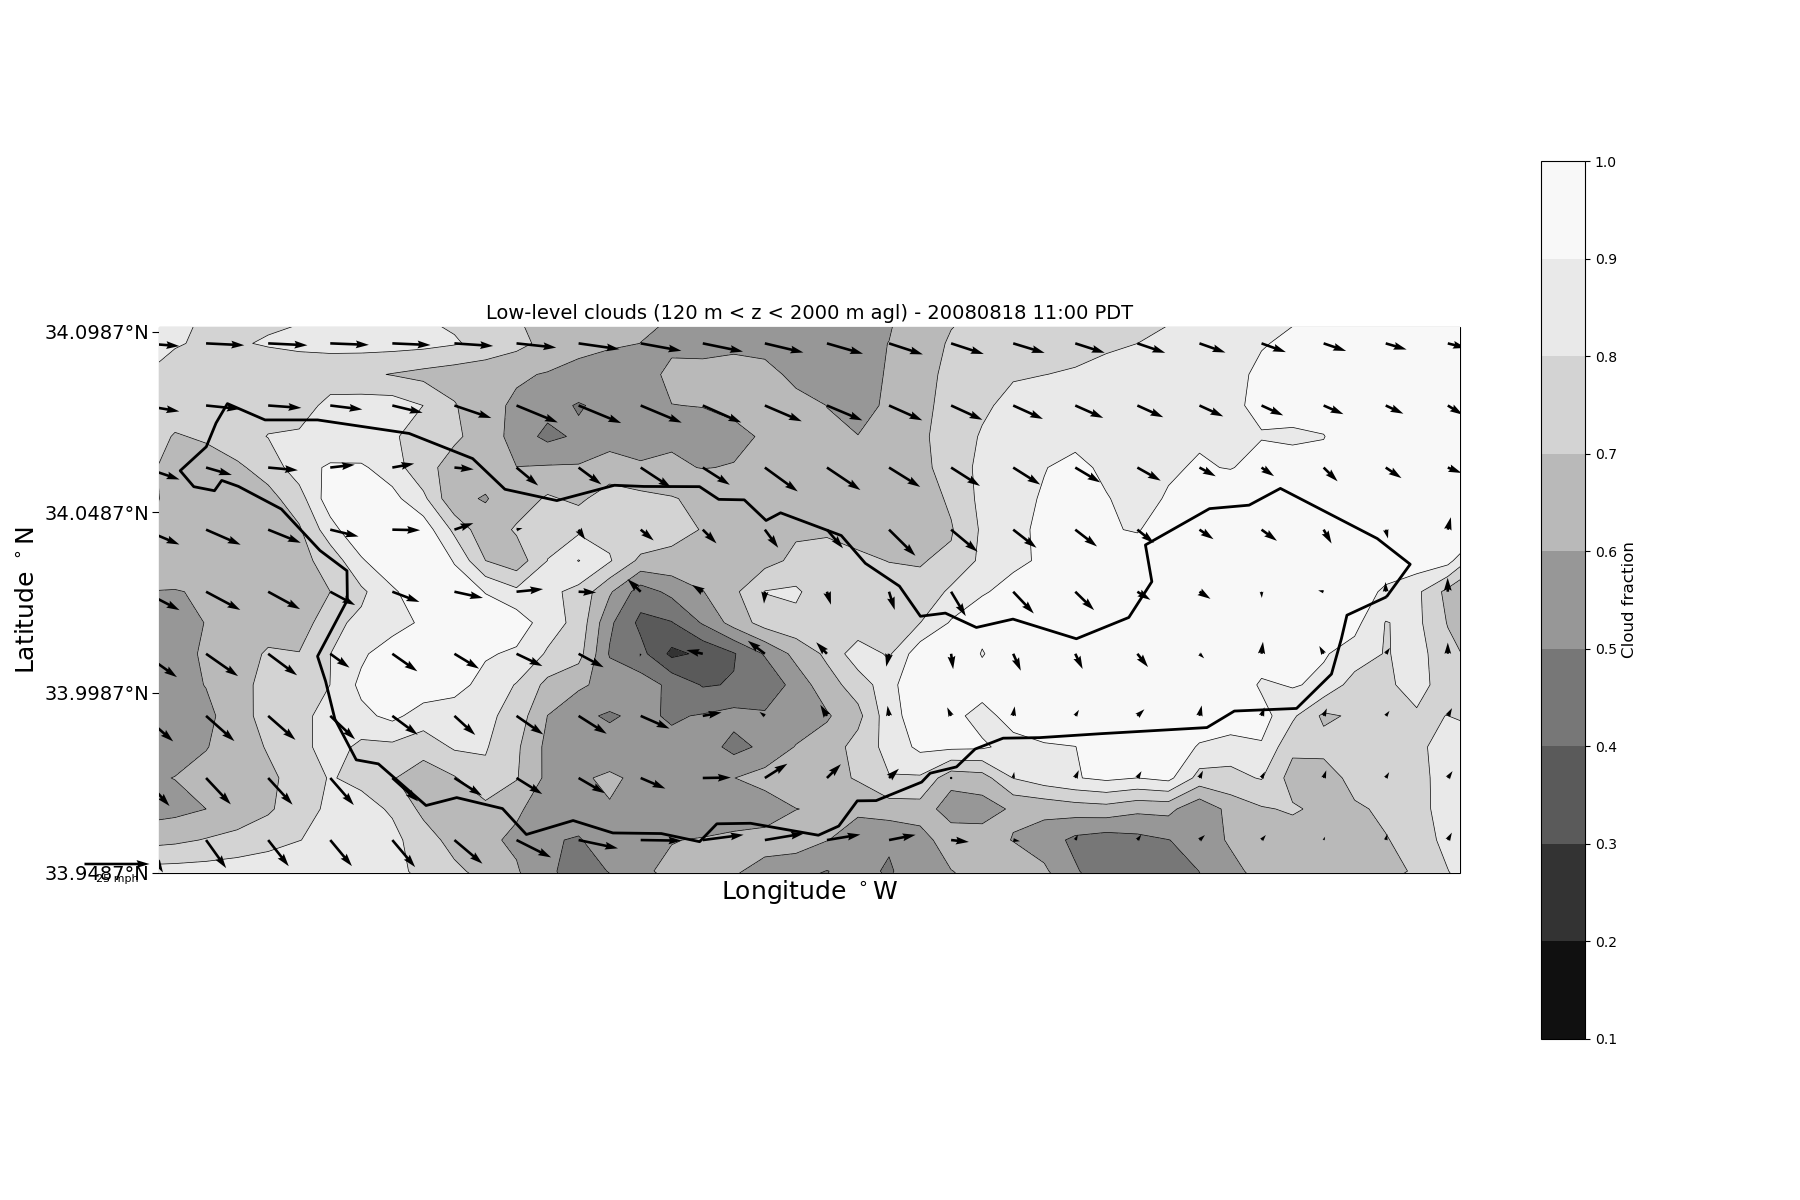 Low-level clouds (120 m < z < 2000 m agl) - 20080818 11:00 PDT
34.0987°N
34.0487°N
33.9987°N
33.9487°N
Latitude °N
Longitude °W
25 mph
1.0
0.9
0.8
0.7
0.6
0.5
0.4
0.3
0.2
0.1
Cloud fraction